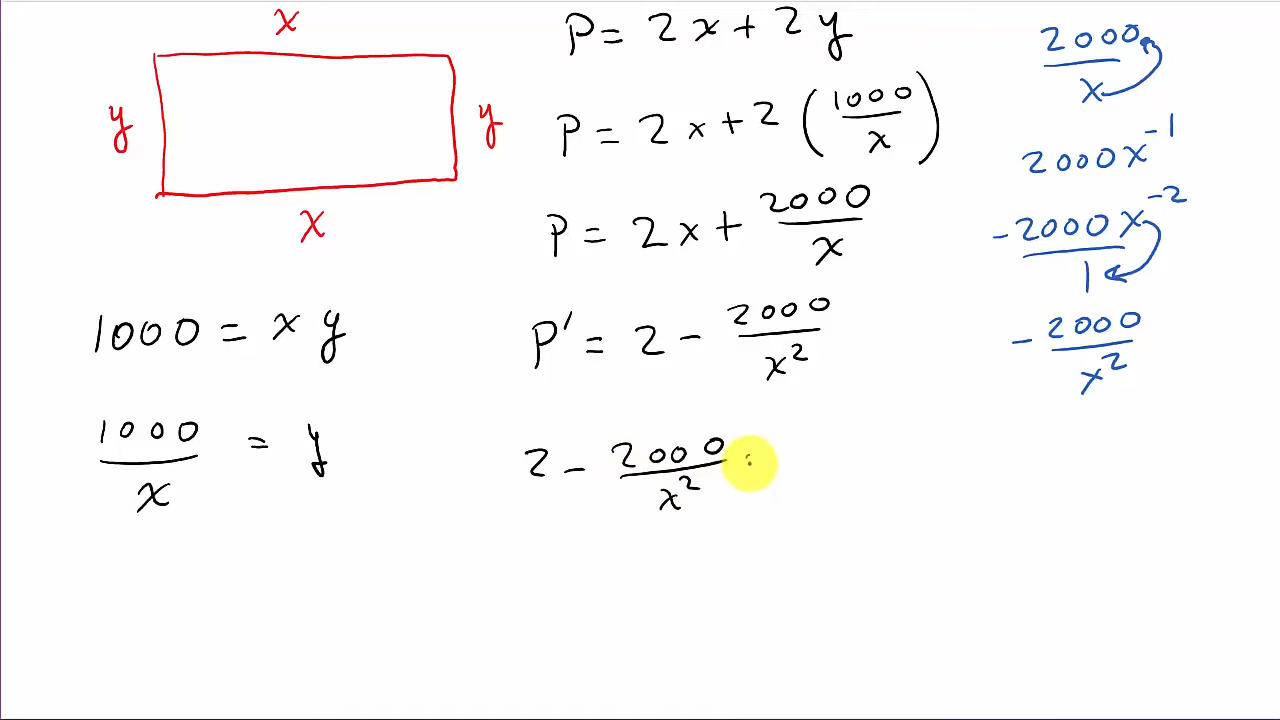 x
y
y
x
1000 = x y
1000/x = y
P = 2x + 2y
P = 2x + 2 (1000/x)
P = 2x + 2000/x
P' = 2 - 2000/x²
2 - 2000/x²
2000/x
2000x⁻¹
-2000x⁻²/1
-2000/x²